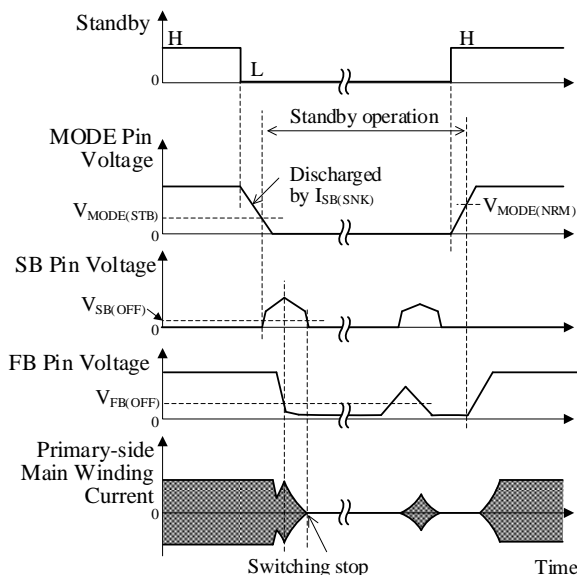 Standby
H
H
L
0
Standby operation
MODE Pin
Voltage
Discharged
by I_SB(SNK)
V_MODE(STB)
V_MODE(NRM)
0
SB Pin Voltage
V_SB(OFF)
0
FB Pin Voltage
V_FB(OFF)
0
Primary-side
Main Winding
Current
0
Switching stop
Time